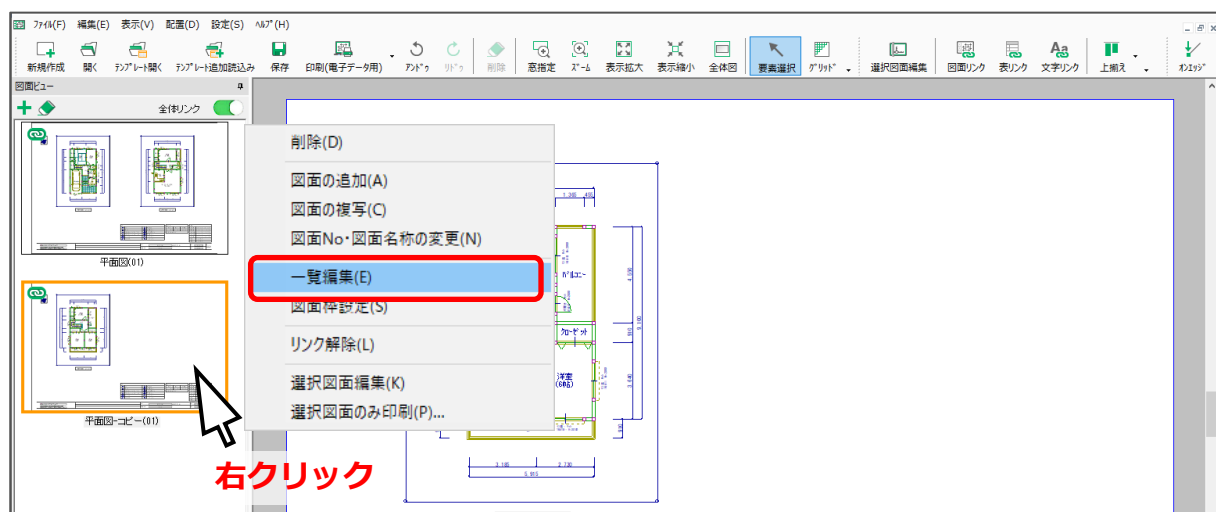 ﾌｧｲﾙ(F) 編集(E) 表示(V) 配置(D) 設定(S) ﾍﾙﾌﾟ(H)
新規作成 開く ﾃﾝﾌﾟﾚｰﾄ開く ﾃﾝﾌﾟﾚｰﾄ追加読込み 保存 印刷(電子データ用) ｱﾝﾄﾞｩ ﾘﾄﾞｩ 削除 窓指定 ｽﾞｰﾑ 表示拡大 表示縮小 全体図 要素選択 ｸﾞﾘｯﾄﾞ 選択図面編集 図面ﾘﾝｸ 表ﾘﾝｸ 文字ﾘﾝｸ 上揃え ｵﾝｴｯｼﾞ
図面ﾋﾞｭｰ
全体ﾘﾝｸ
平面図(01)
平面図-ｺﾋﾟｰ(01)
削除(D)
図面の追加(A)
図面の複写(C)
図面No・図面名称の変更(N)
一覧編集(E)
図面枠設定(S)
リンク解除(L)
選択図面編集(K)
選択図面のみ印刷(P)...
右クリック
ﾊﾞﾙｺﾆｰ
ｸﾛｰｾﾞｯﾄ
洋室
(6帖)
3,185 2,730
5,915